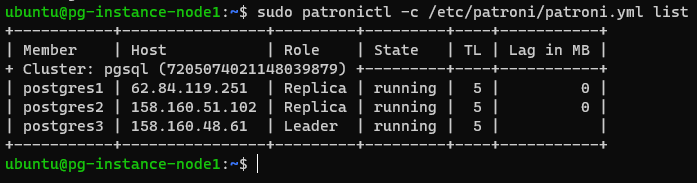 ubuntu@pg-instance-node1:~$ sudo patronictl -c /etc/patroni/patroni.yml list
+-----------+----------------+---------+---------+----+-----------+
| Member    | Host           | Role    | State   | TL | Lag in MB |
+ Cluster: pgsql (7205074021148039879) +---------+----+-----------+
| postgres1 | 62.84.119.251  | Replica | running |  5 |         0 |
| postgres2 | 158.160.51.102 | Replica | running |  5 |         0 |
| postgres3 | 158.160.48.61  | Leader  | running |  5 |           |
+-----------+----------------+---------+---------+----+-----------+
ubuntu@pg-instance-node1:~$